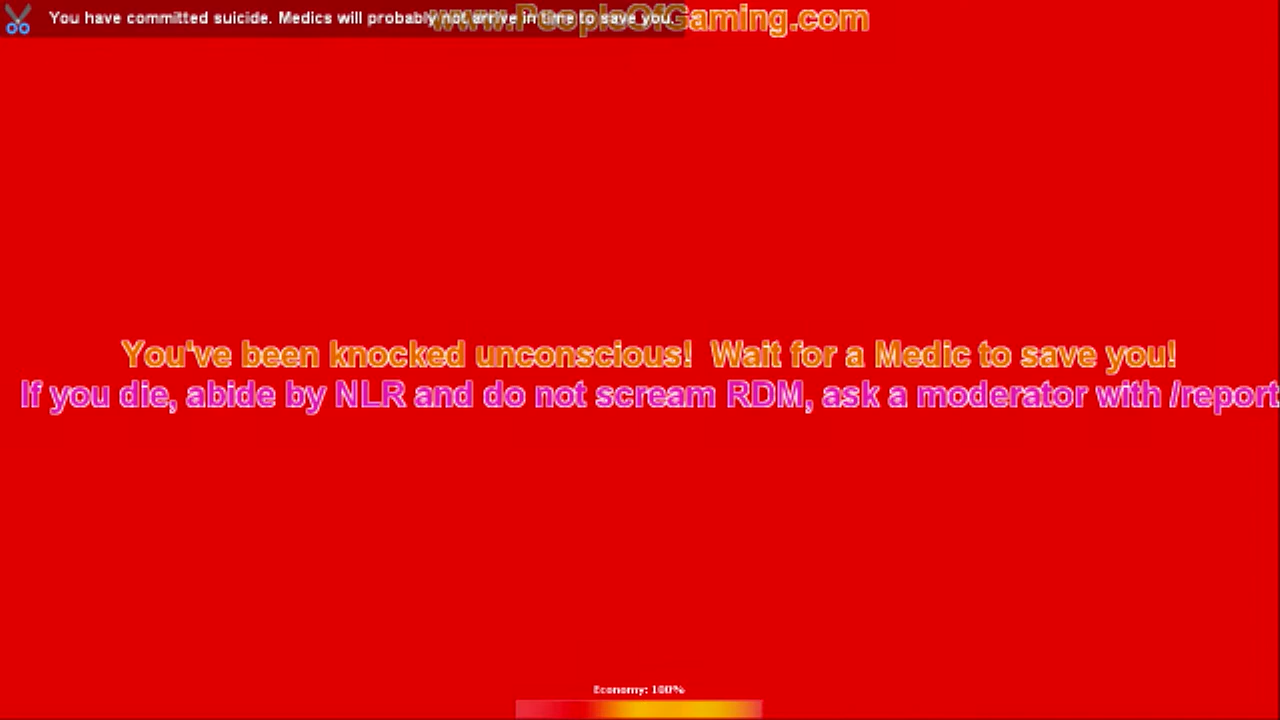 You have committed suicide. Medics will probably not arrive in time to save you.
www.PeopleOfGaming.com
You've been knocked unconscious! Wait for a Medic to save you!
If you die, abide by NLR and do not scream RDM, ask a moderator with /report
Economy: 100%